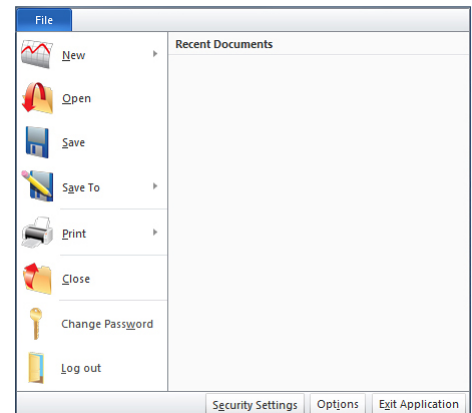 File
Recent Documents
New
Open
Save
Save To
Print
Close
Change Password
Log out
Security Settings
Options
Exit Application